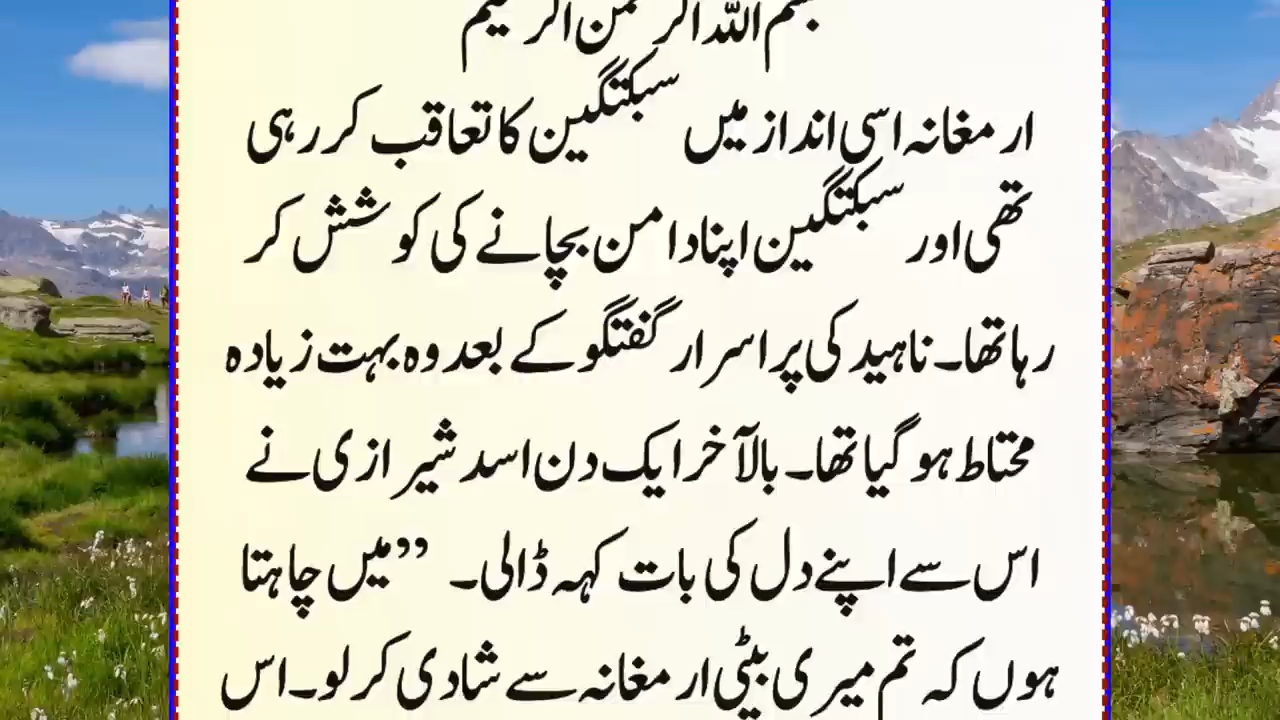 بسم اللہ الرحمن الرحیم
ارمغانہ اسی انداز میں سبکتگین کا تعاقب کر رہی
تھی اور سبکتگین اپنا دامن بچانے کی کوشش کر
رہا تھا۔ ناہید کی پراسرار گفتگو کے بعد وہ بہت زیادہ
محتاط ہو گیا تھا۔ بالآخر ایک دن اسد شیرازی نے
اس سے اپنے دل کی بات کہہ ڈالی۔ ”میں چاہتا
ہوں کہ تم میری بیٹی ارمغانہ سے شادی کر لو۔ اس